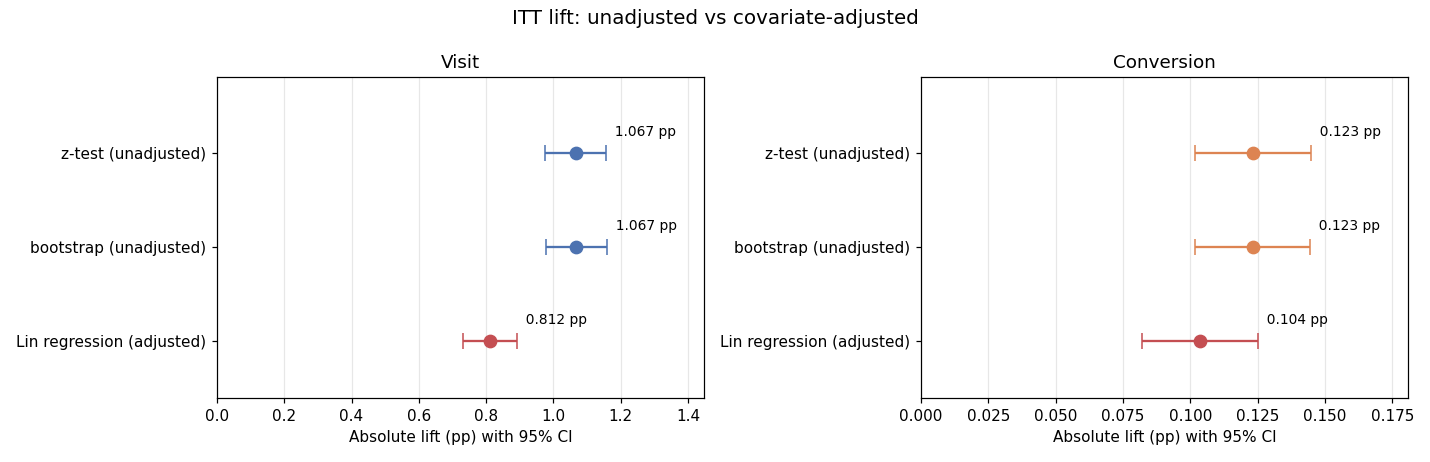 ITT lift: unadjusted vs covariate-adjusted
Visit
z-test (unadjusted)
bootstrap (unadjusted)
Lin regression (adjusted)
1.067 pp
1.067 pp
0.812 pp
0.0 0.2 0.4 0.6 0.8 1.0 1.2 1.4
Absolute lift (pp) with 95% CI
Conversion
z-test (unadjusted)
bootstrap (unadjusted)
Lin regression (adjusted)
0.123 pp
0.123 pp
0.104 pp
0.000 0.025 0.050 0.075 0.100 0.125 0.150 0.175
Absolute lift (pp) with 95% CI